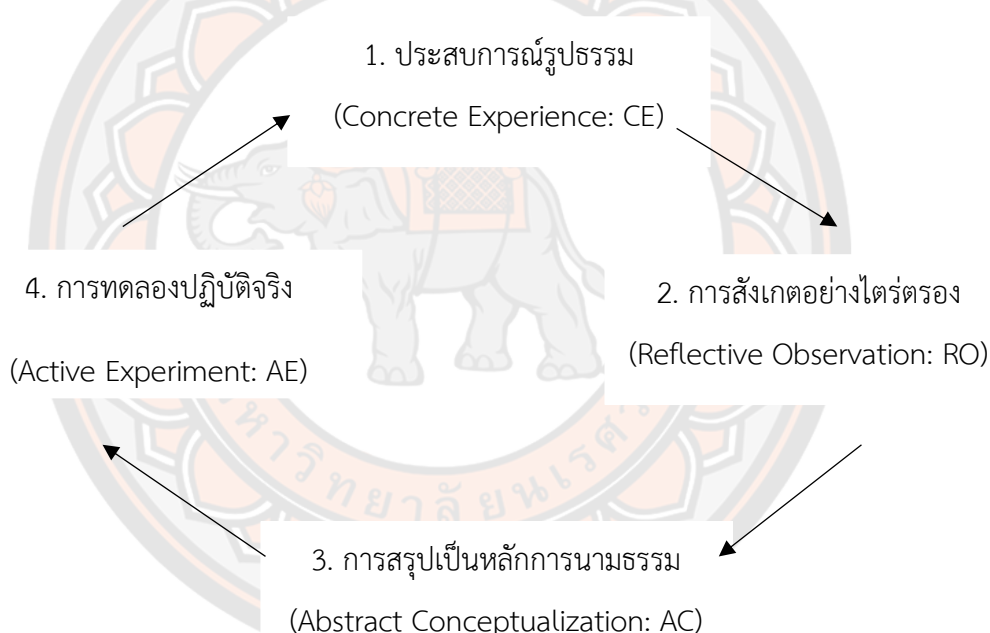 1. ประสบการณ์รูปธรรม
(Concrete Experience: CE)
4. การทดลองปฏิบัติจริง
(Active Experiment: AE)
2. การสังเกตอย่างไตร่ตรอง
(Reflective Observation: RO)
3. การสรุปเป็นหลักการนามธรรม
(Abstract Conceptualization: AC)